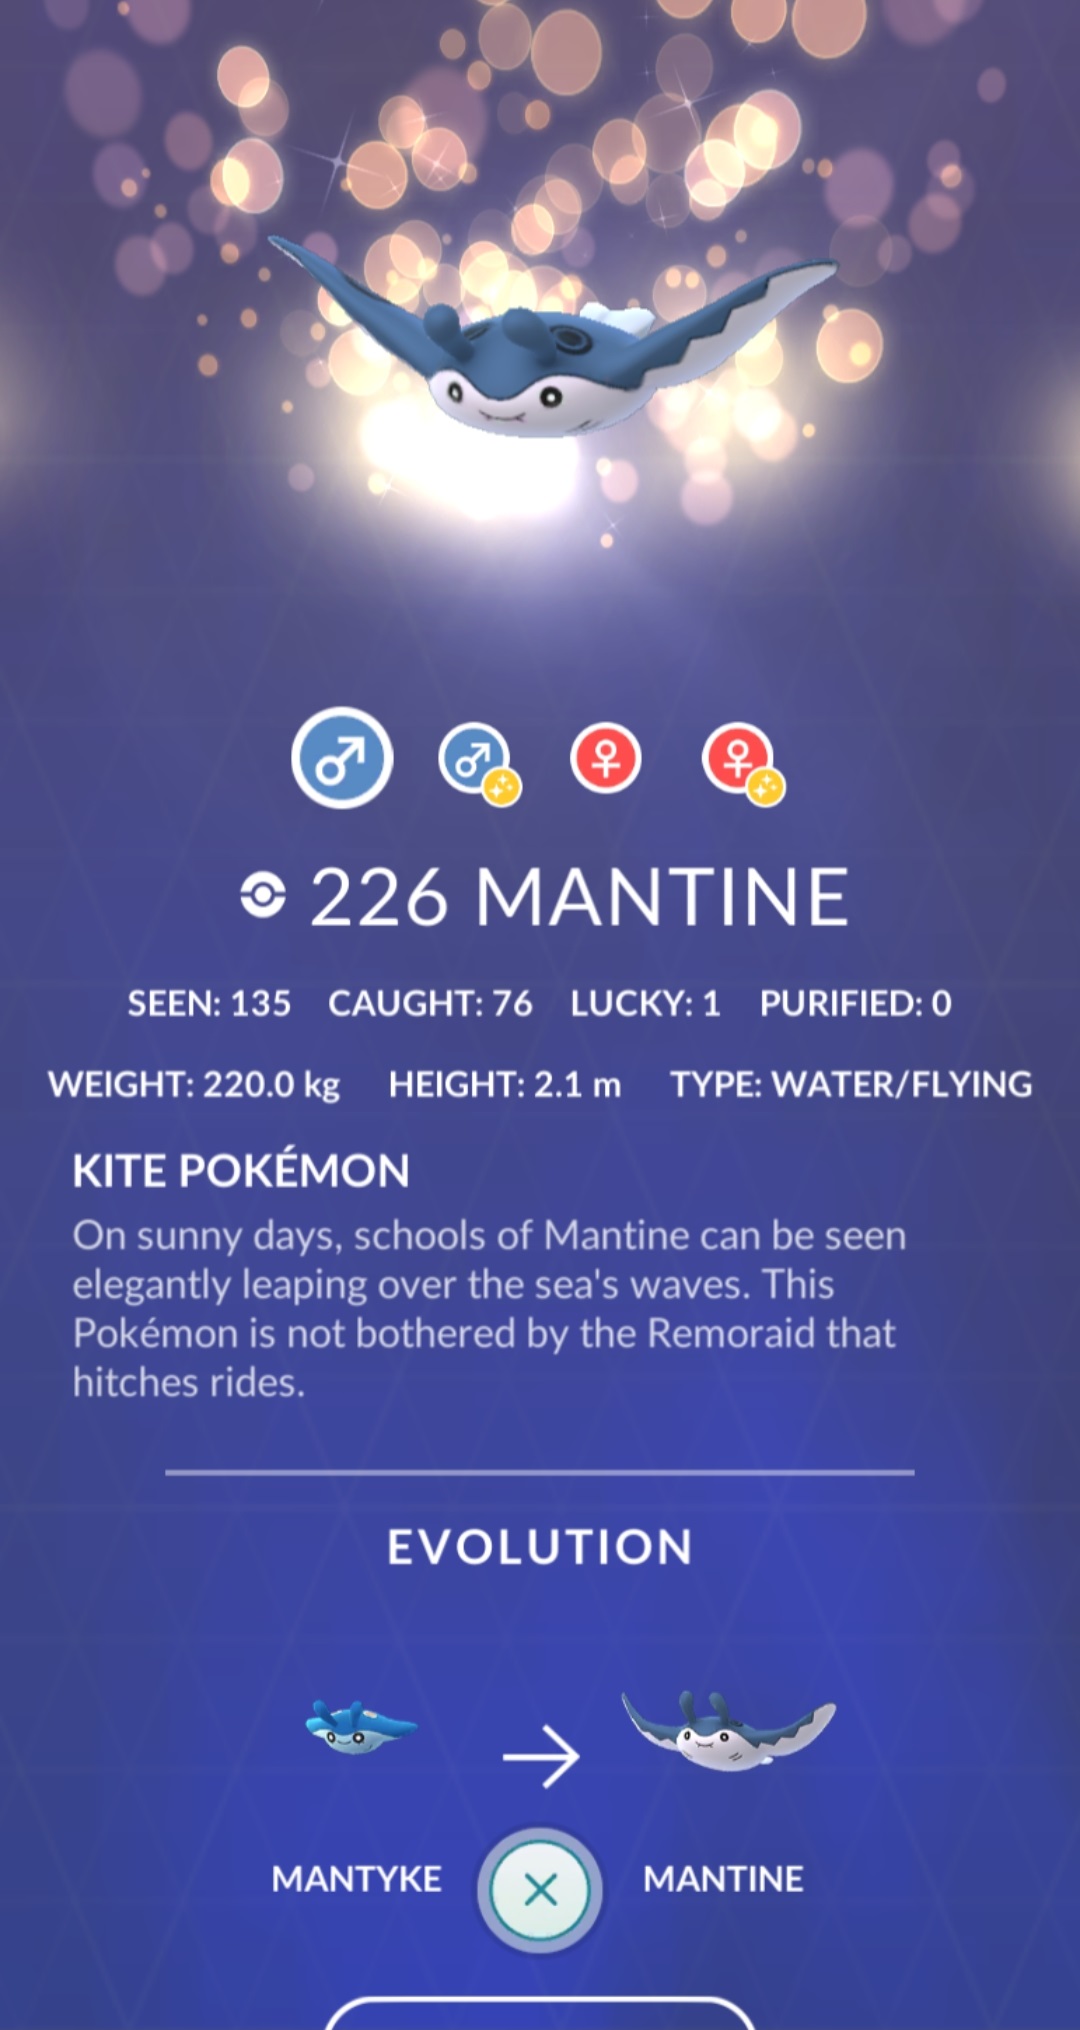 226 MANTINE
SEEN: 135 CAUGHT: 76 LUCKY: 1 PURIFIED: 0
WEIGHT: 220.0 kg HEIGHT: 2.1 m TYPE: WATER/FLYING
KITE POKÉMON
On sunny days, schools of Mantine can be seen
elegantly leaping over the sea's waves. This
Pokémon is not bothered by the Remoraid that
hitches rides.
EVOLUTION
MANTYKE MANTINE